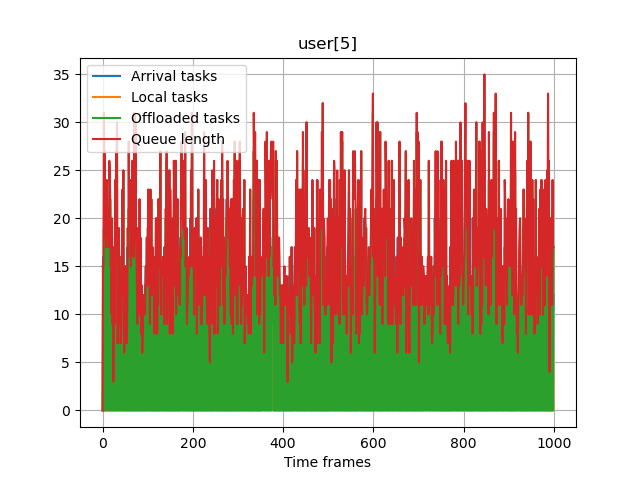 user[5]
Arrival tasks
Local tasks
Offloaded tasks
Queue length
35
30
25
20
15
10
5
0
0 200 400 600 800 1000
Time frames